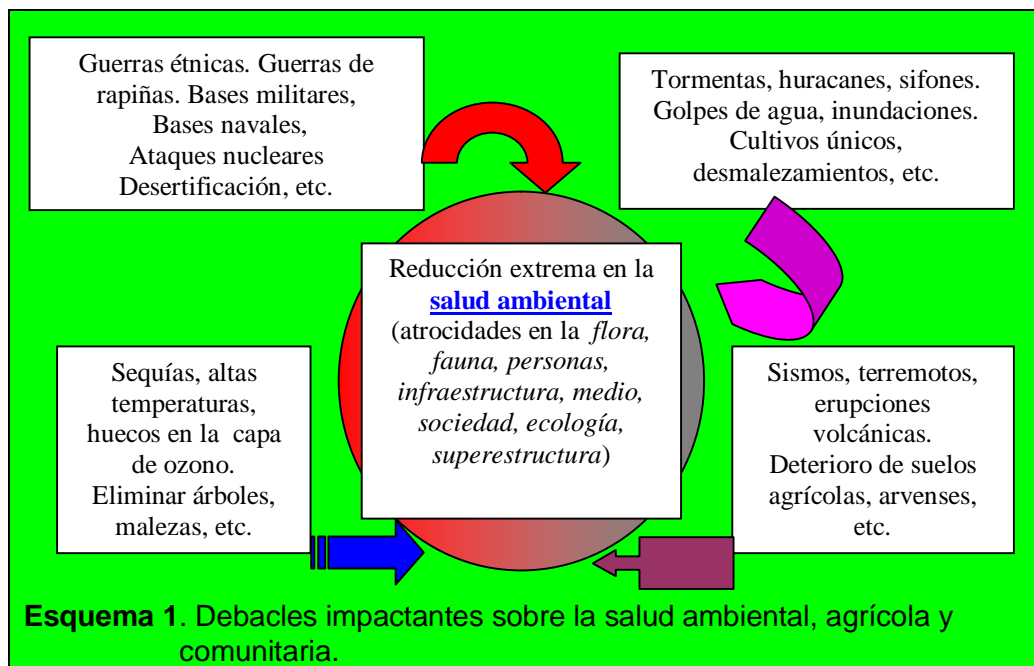 Guerras étnicas. Guerras de
rapiñas. Bases militares,
Bases navales,
Ataques nucleares
Desertificación, etc.
Tormentas, huracanes, sifones.
Golpes de agua, inundaciones.
Cultivos únicos,
desmalezamientos, etc.
Reducción extrema en la
salud ambiental
(atrocidades en la flora,
fauna, personas,
infraestructura, medio,
sociedad, ecología,
superestructura)
Sequías, altas
temperaturas,
huecos en la capa
de ozono.
Eliminar árboles,
malezas, etc.
Sismos, terremotos,
erupciones
volcánicas.
Deterioro de suelos
agrícolas, arvenses,
etc.
Esquema 1. Debacles impactantes sobre la salud ambiental, agrícola y
comunitaria.